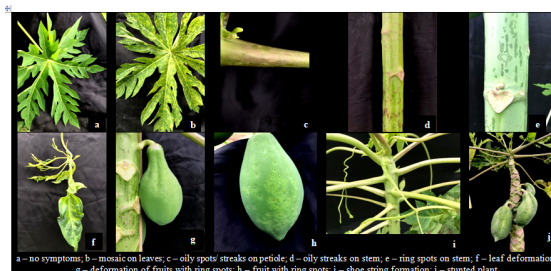 a b c d e
f g h i j
a – no symptoms; b – mosaic on leaves; c – oily spots/ streaks on petiole; d – oily streaks on stem; e – ring spots on stem; f – leaf deformation
g – deformation of fruits with ring spots; h – fruit with ring spots; i – shoe string formation; j – stunted plant